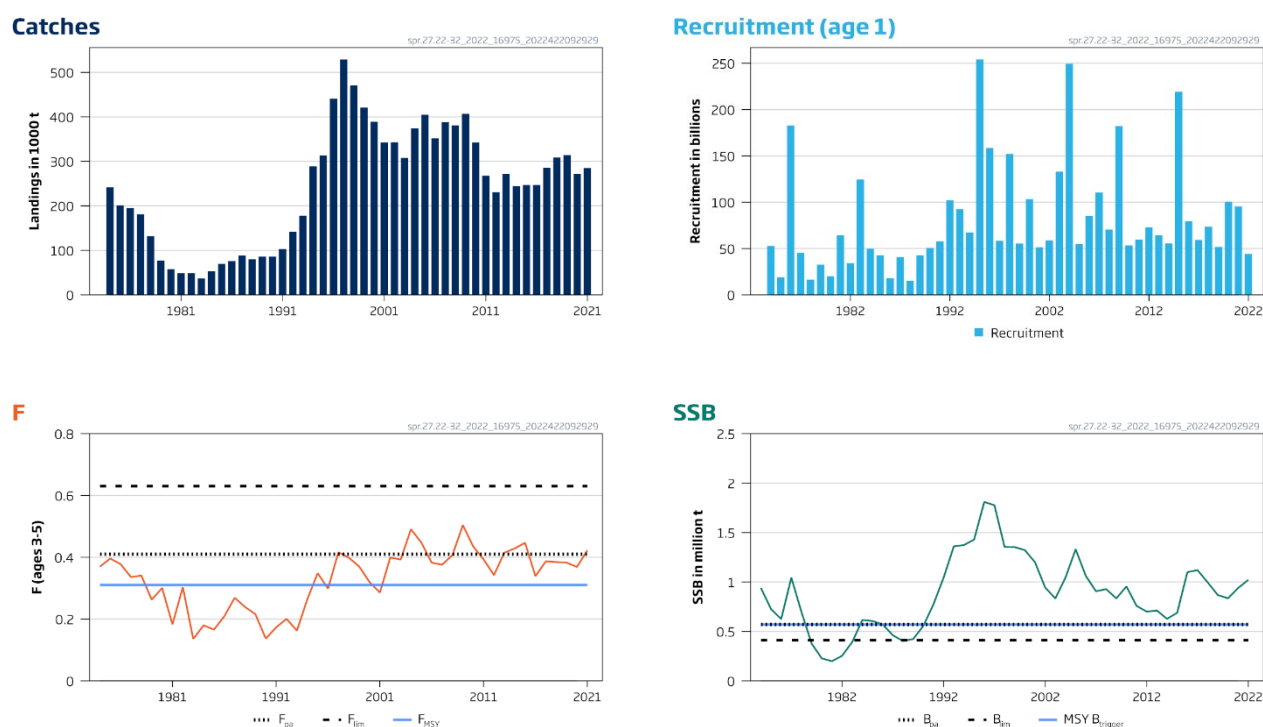 Catches
spr.27.22-32_2022_16975_2022422092929
Landings in 1000 t
500
400
300
200
100
0
1981
1991
2001
2011
2021
Recruitment (age 1)
spr.27.22-32_2022_16975_2022422092929
Recruitment in billions
250
200
150
100
50
0
1982
1992
2002
2012
2022
Recruitment
F
spr.27.22-32_2022_16975_2022422092929
F (ages 3-5)
0.8
0.6
0.4
0.2
0
1981
1991
2001
2011
2021
Fpa Flim FMSY
SSB
spr.27.22-32_2022_16975_2022422092929
SSB in million t
2.5
2
1.5
1
0.5
0
1982
1992
2002
2012
2022
Bpa Blim MSY Btrigger